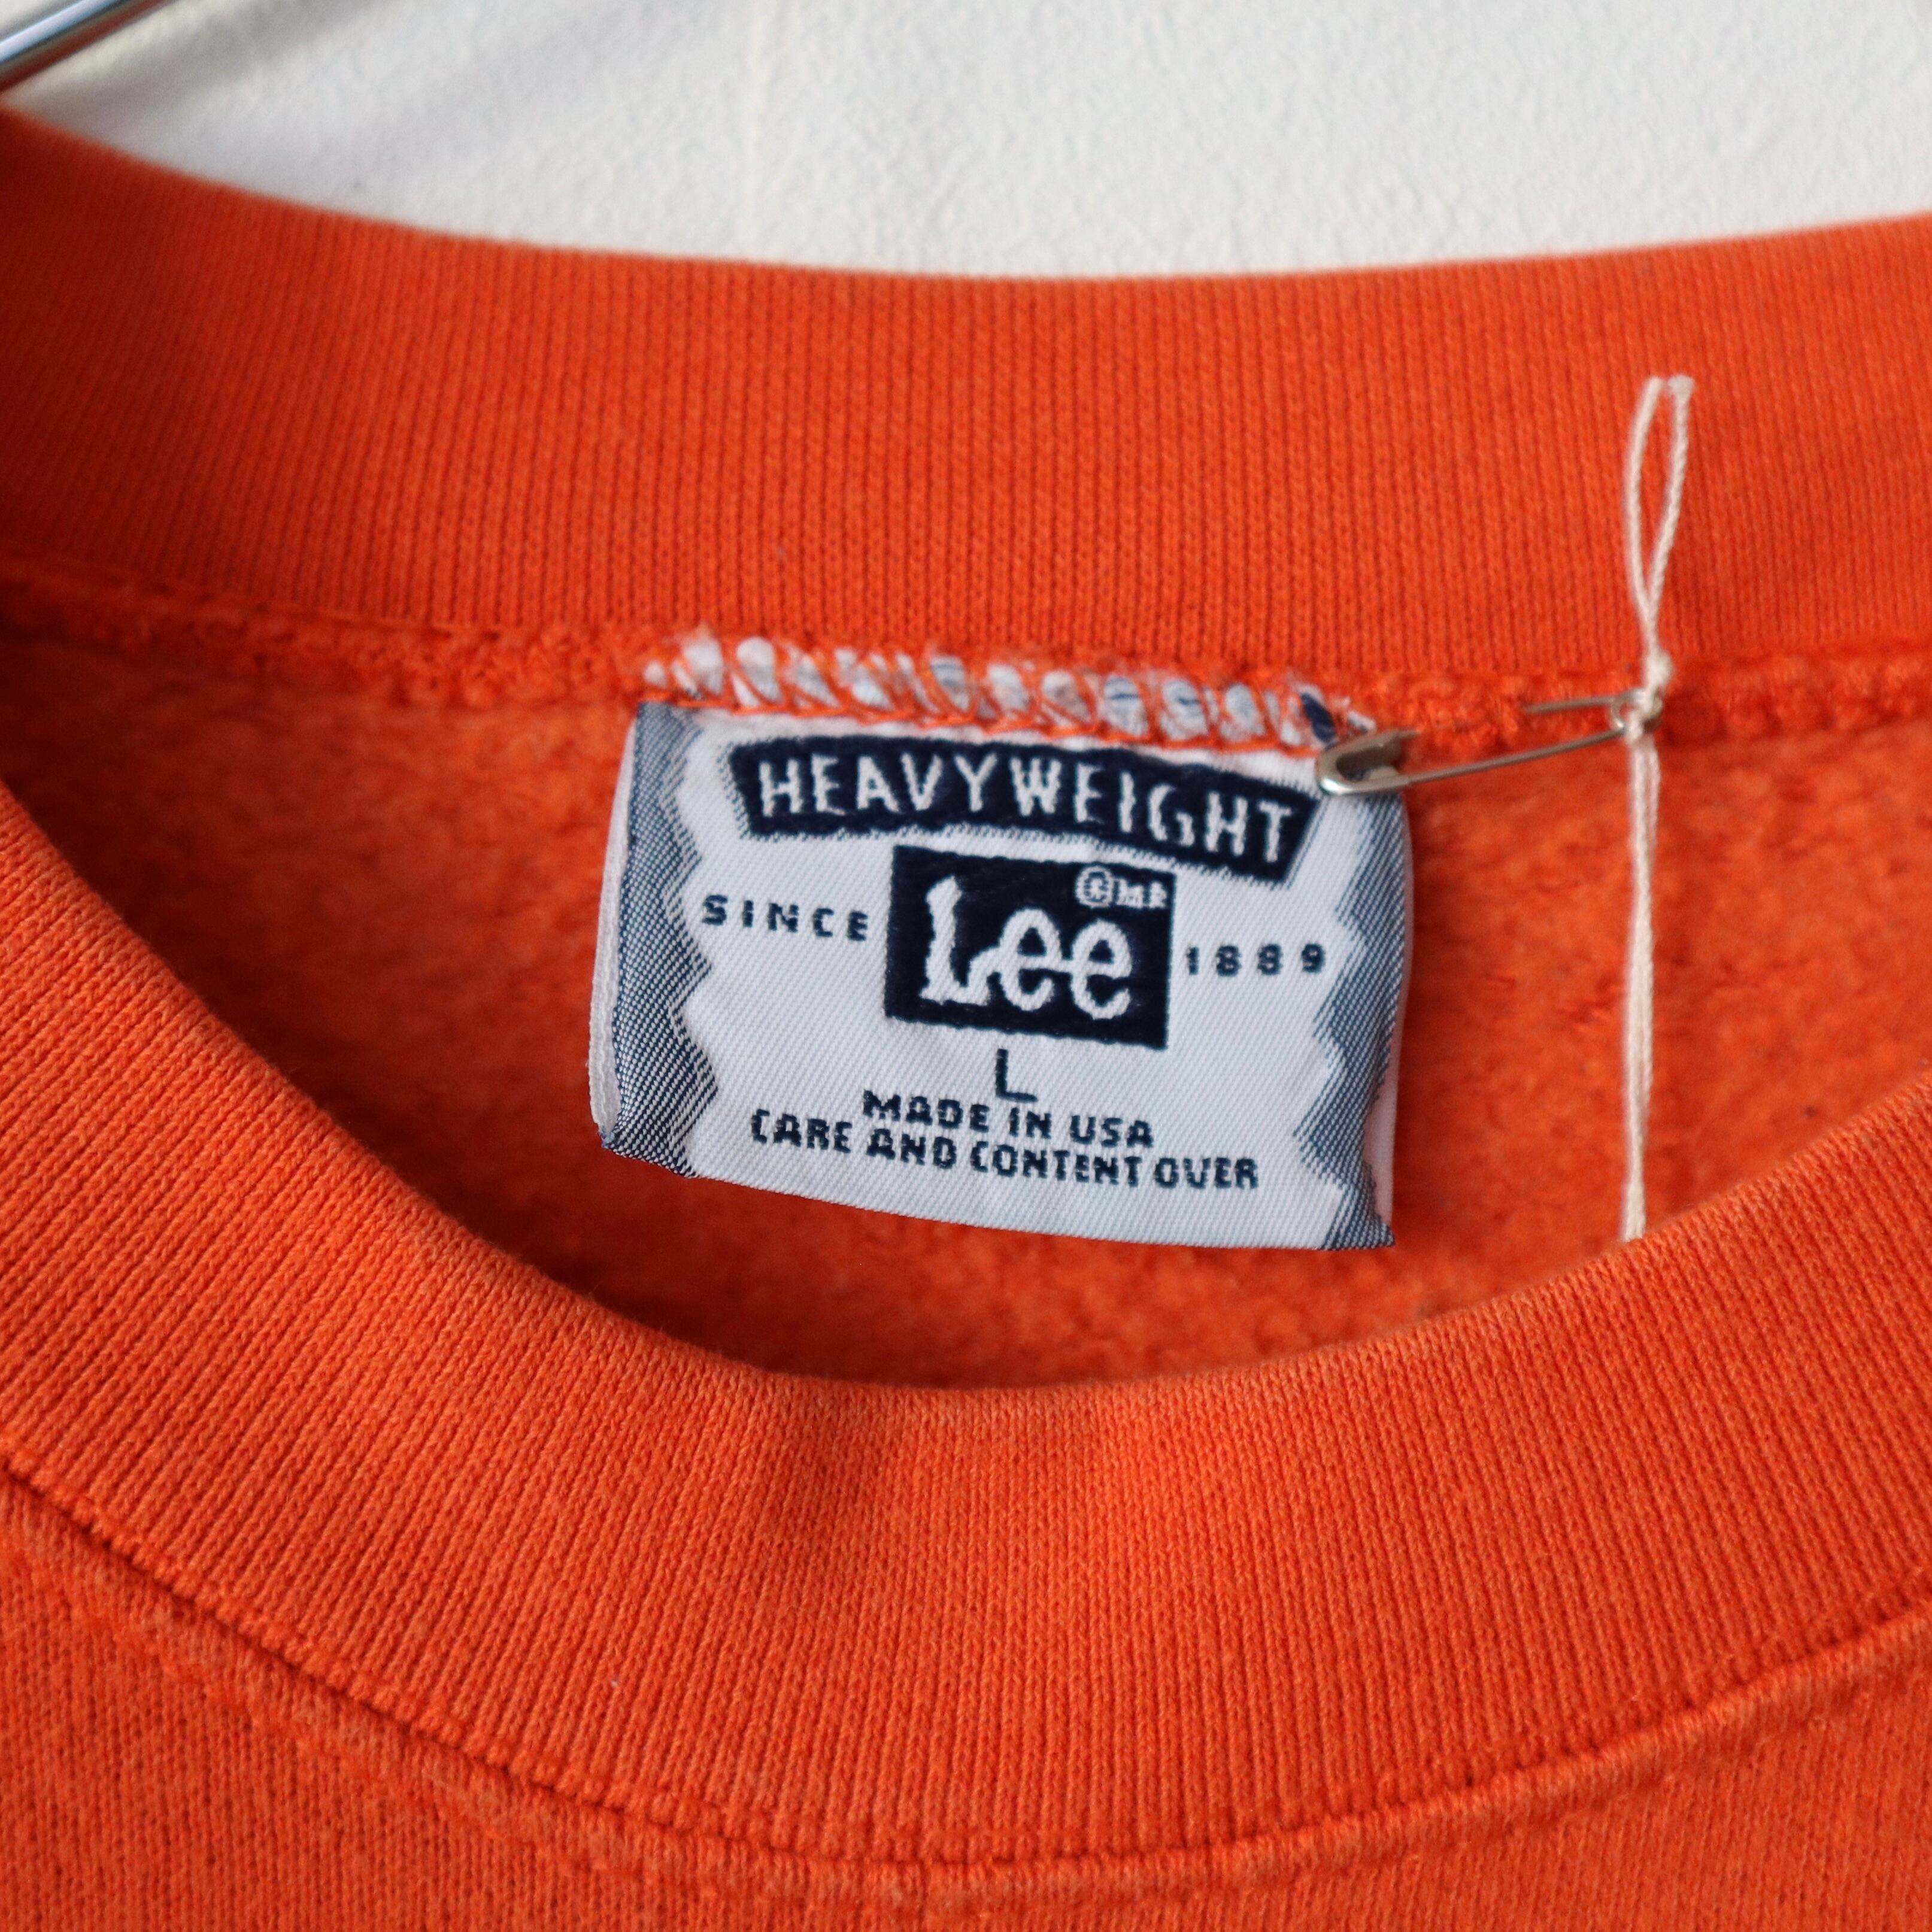 HEAVYWEIGHT
SINCE Lee 1889
L
MADE IN USA
CARE AND CONTENT OVER